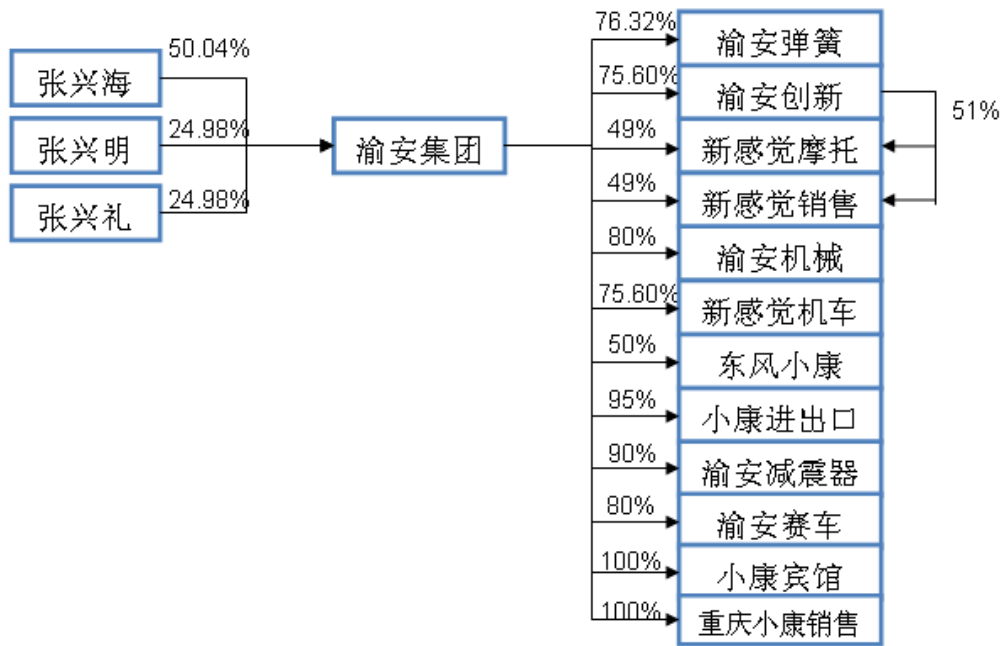 张兴海
50.04%
张兴明
24.98%
张兴礼
24.98%
渝安集团
76.32%
渝安弹簧
75.60%
渝安创新
51%
49%
新感觉摩托
49%
新感觉销售
80%
渝安机械
75.60%
新感觉机车
50%
东风小康
95%
小康进出口
90%
渝安减震器
80%
渝安赛车
100%
小康宾馆
100%
重庆小康销售